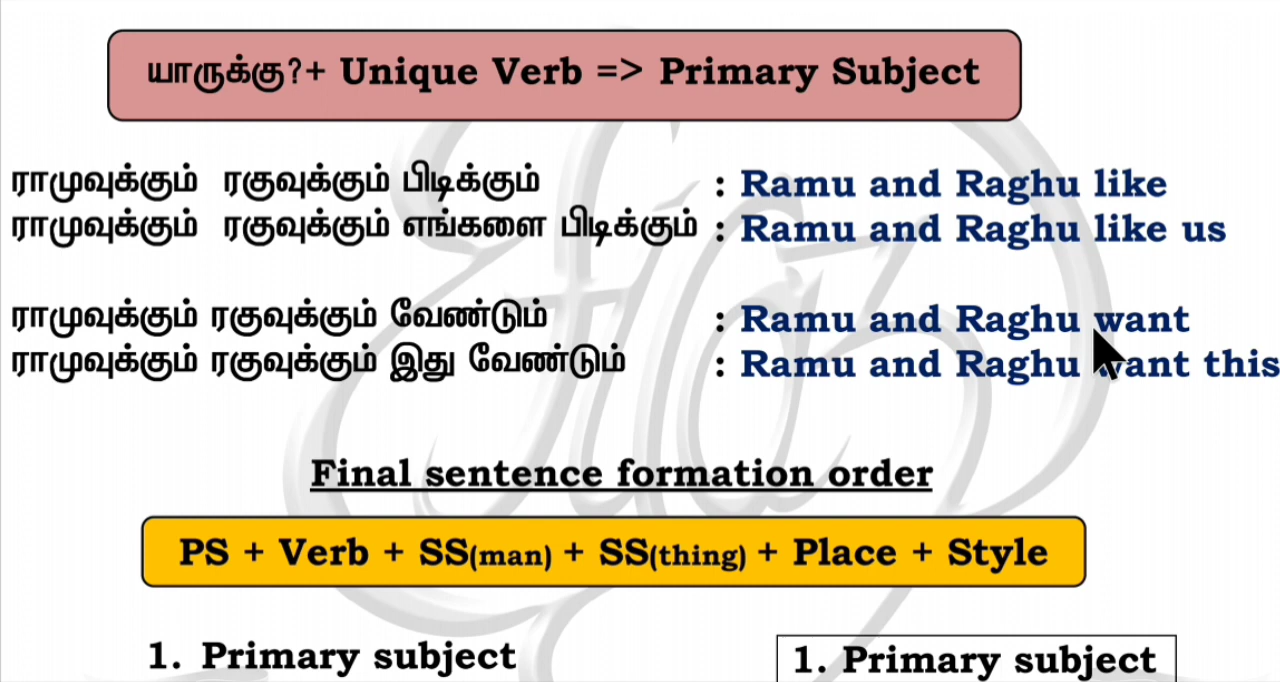 யாருக்கு?+ Unique Verb => Primary Subject
ராமுவுக்கும் ரகுவுக்கும் பிடிக்கும் : Ramu and Raghu like
ராமுவுக்கும் ரகுவுக்கும் எங்களை பிடிக்கும் : Ramu and Raghu like us
ராமுவுக்கும் ரகுவுக்கும் வேண்டும் : Ramu and Raghu want
ராமுவுக்கும் ரகுவுக்கும் இது வேண்டும் : Ramu and Raghu want this
Final sentence formation order
PS + Verb + SS(man) + SS(thing) + Place + Style
1. Primary subject
1. Primary subject